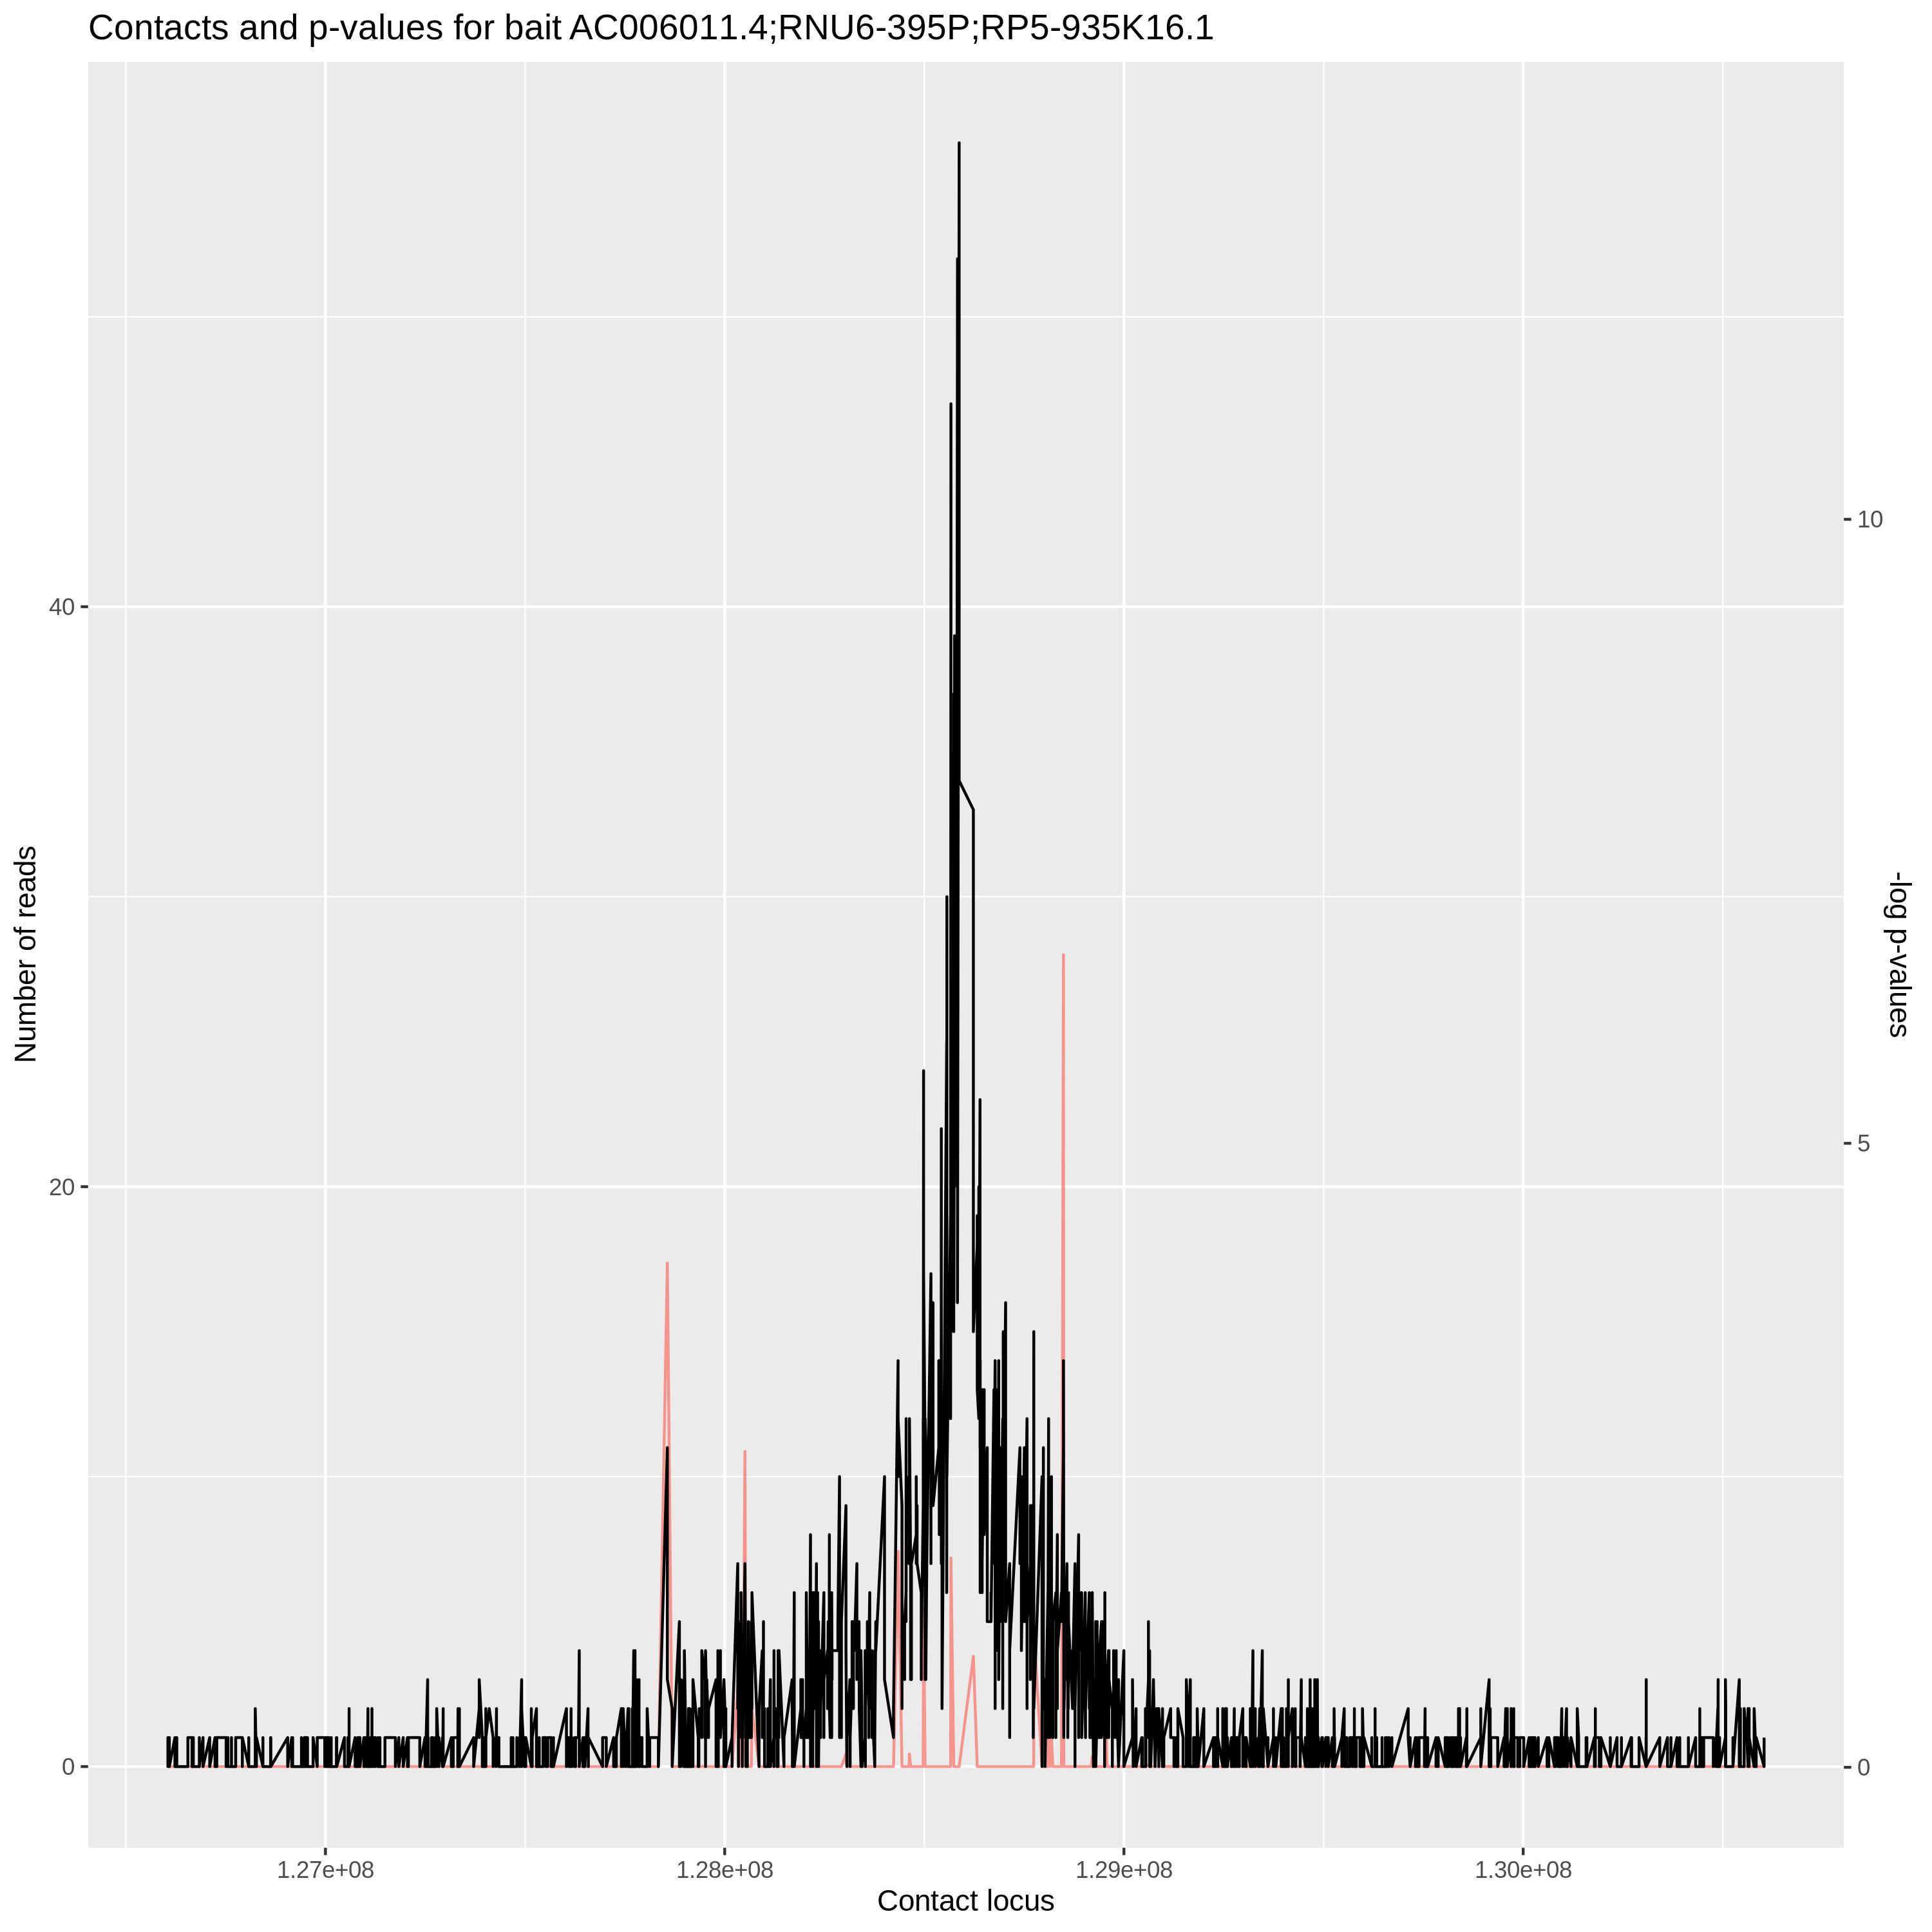 Contacts and p-values for bait AC006011.4;RNU6-395P;RP5-935K16.1
Number of reads
40
20
0
10
5
0
-log p-values
1.27e+08 1.28e+08 1.29e+08 1.30e+08
Contact locus